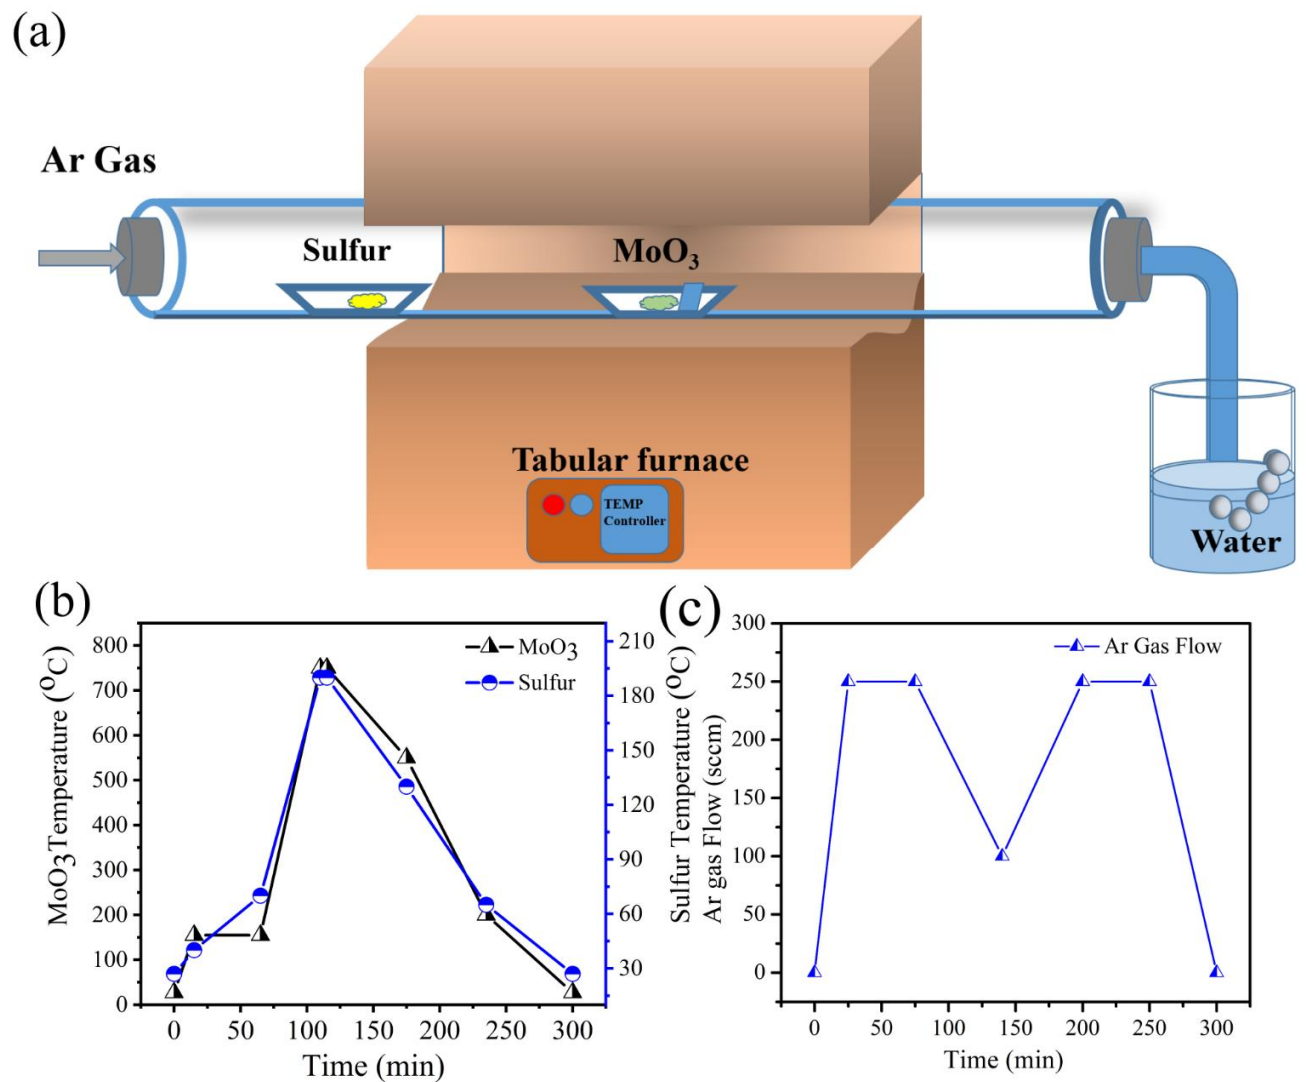 (a)
Ar Gas
Sulfur
MoO₃
Tabular furnace
TEMP
Controller
Water
(b)
MoO3Temperature (⁰C)
800
700
600
500
400
300
200
100
0
MoO3
Sulfur
210
180
150
120
90
60
30
Sulfur Temperature (⁰C)
0 50 100 150 200 250 300
Time (min)
(c)
Ar gas Flow (sccm)
300
250
200
150
100
50
0
Ar Gas Flow
0 50 100 150 200 250 300
Time (min)